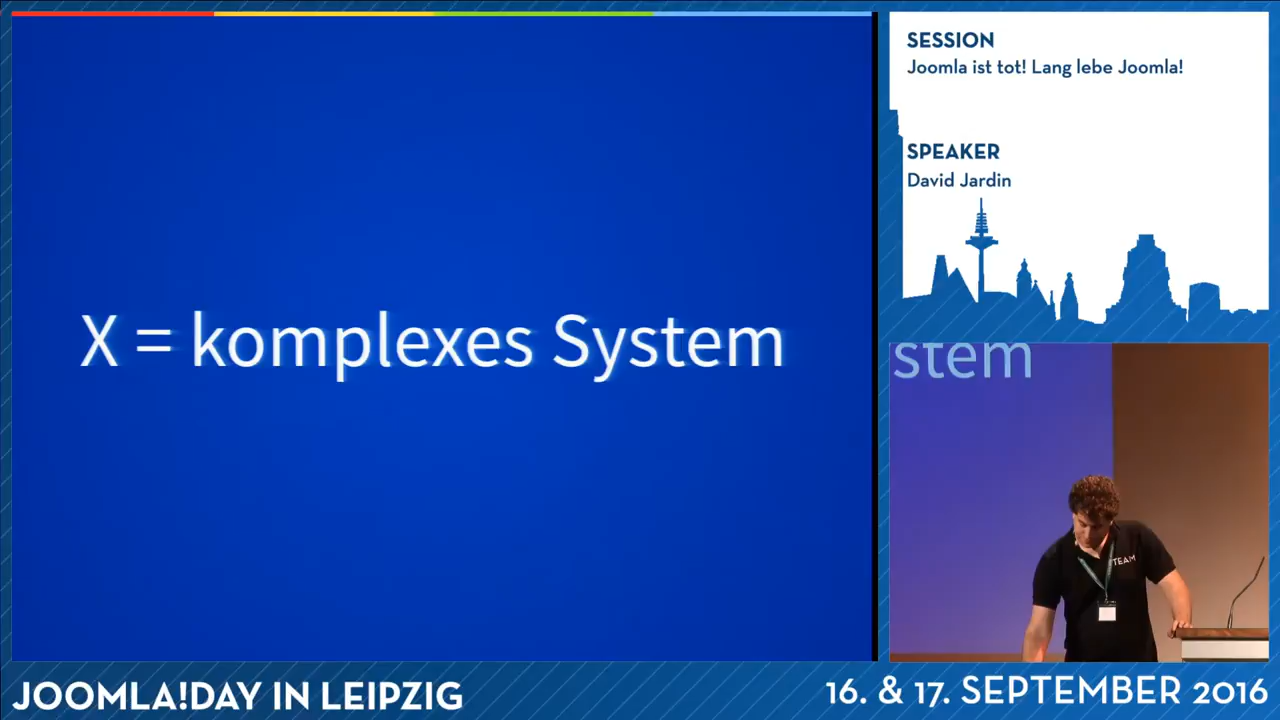 X = komplexes System
SESSION
Joomla ist tot! Lang lebe Joomla!
SPEAKER
David Jardin
stem
TEAM
JOOMLA!DAY IN LEIPZIG
16. & 17. SEPTEMBER 2016